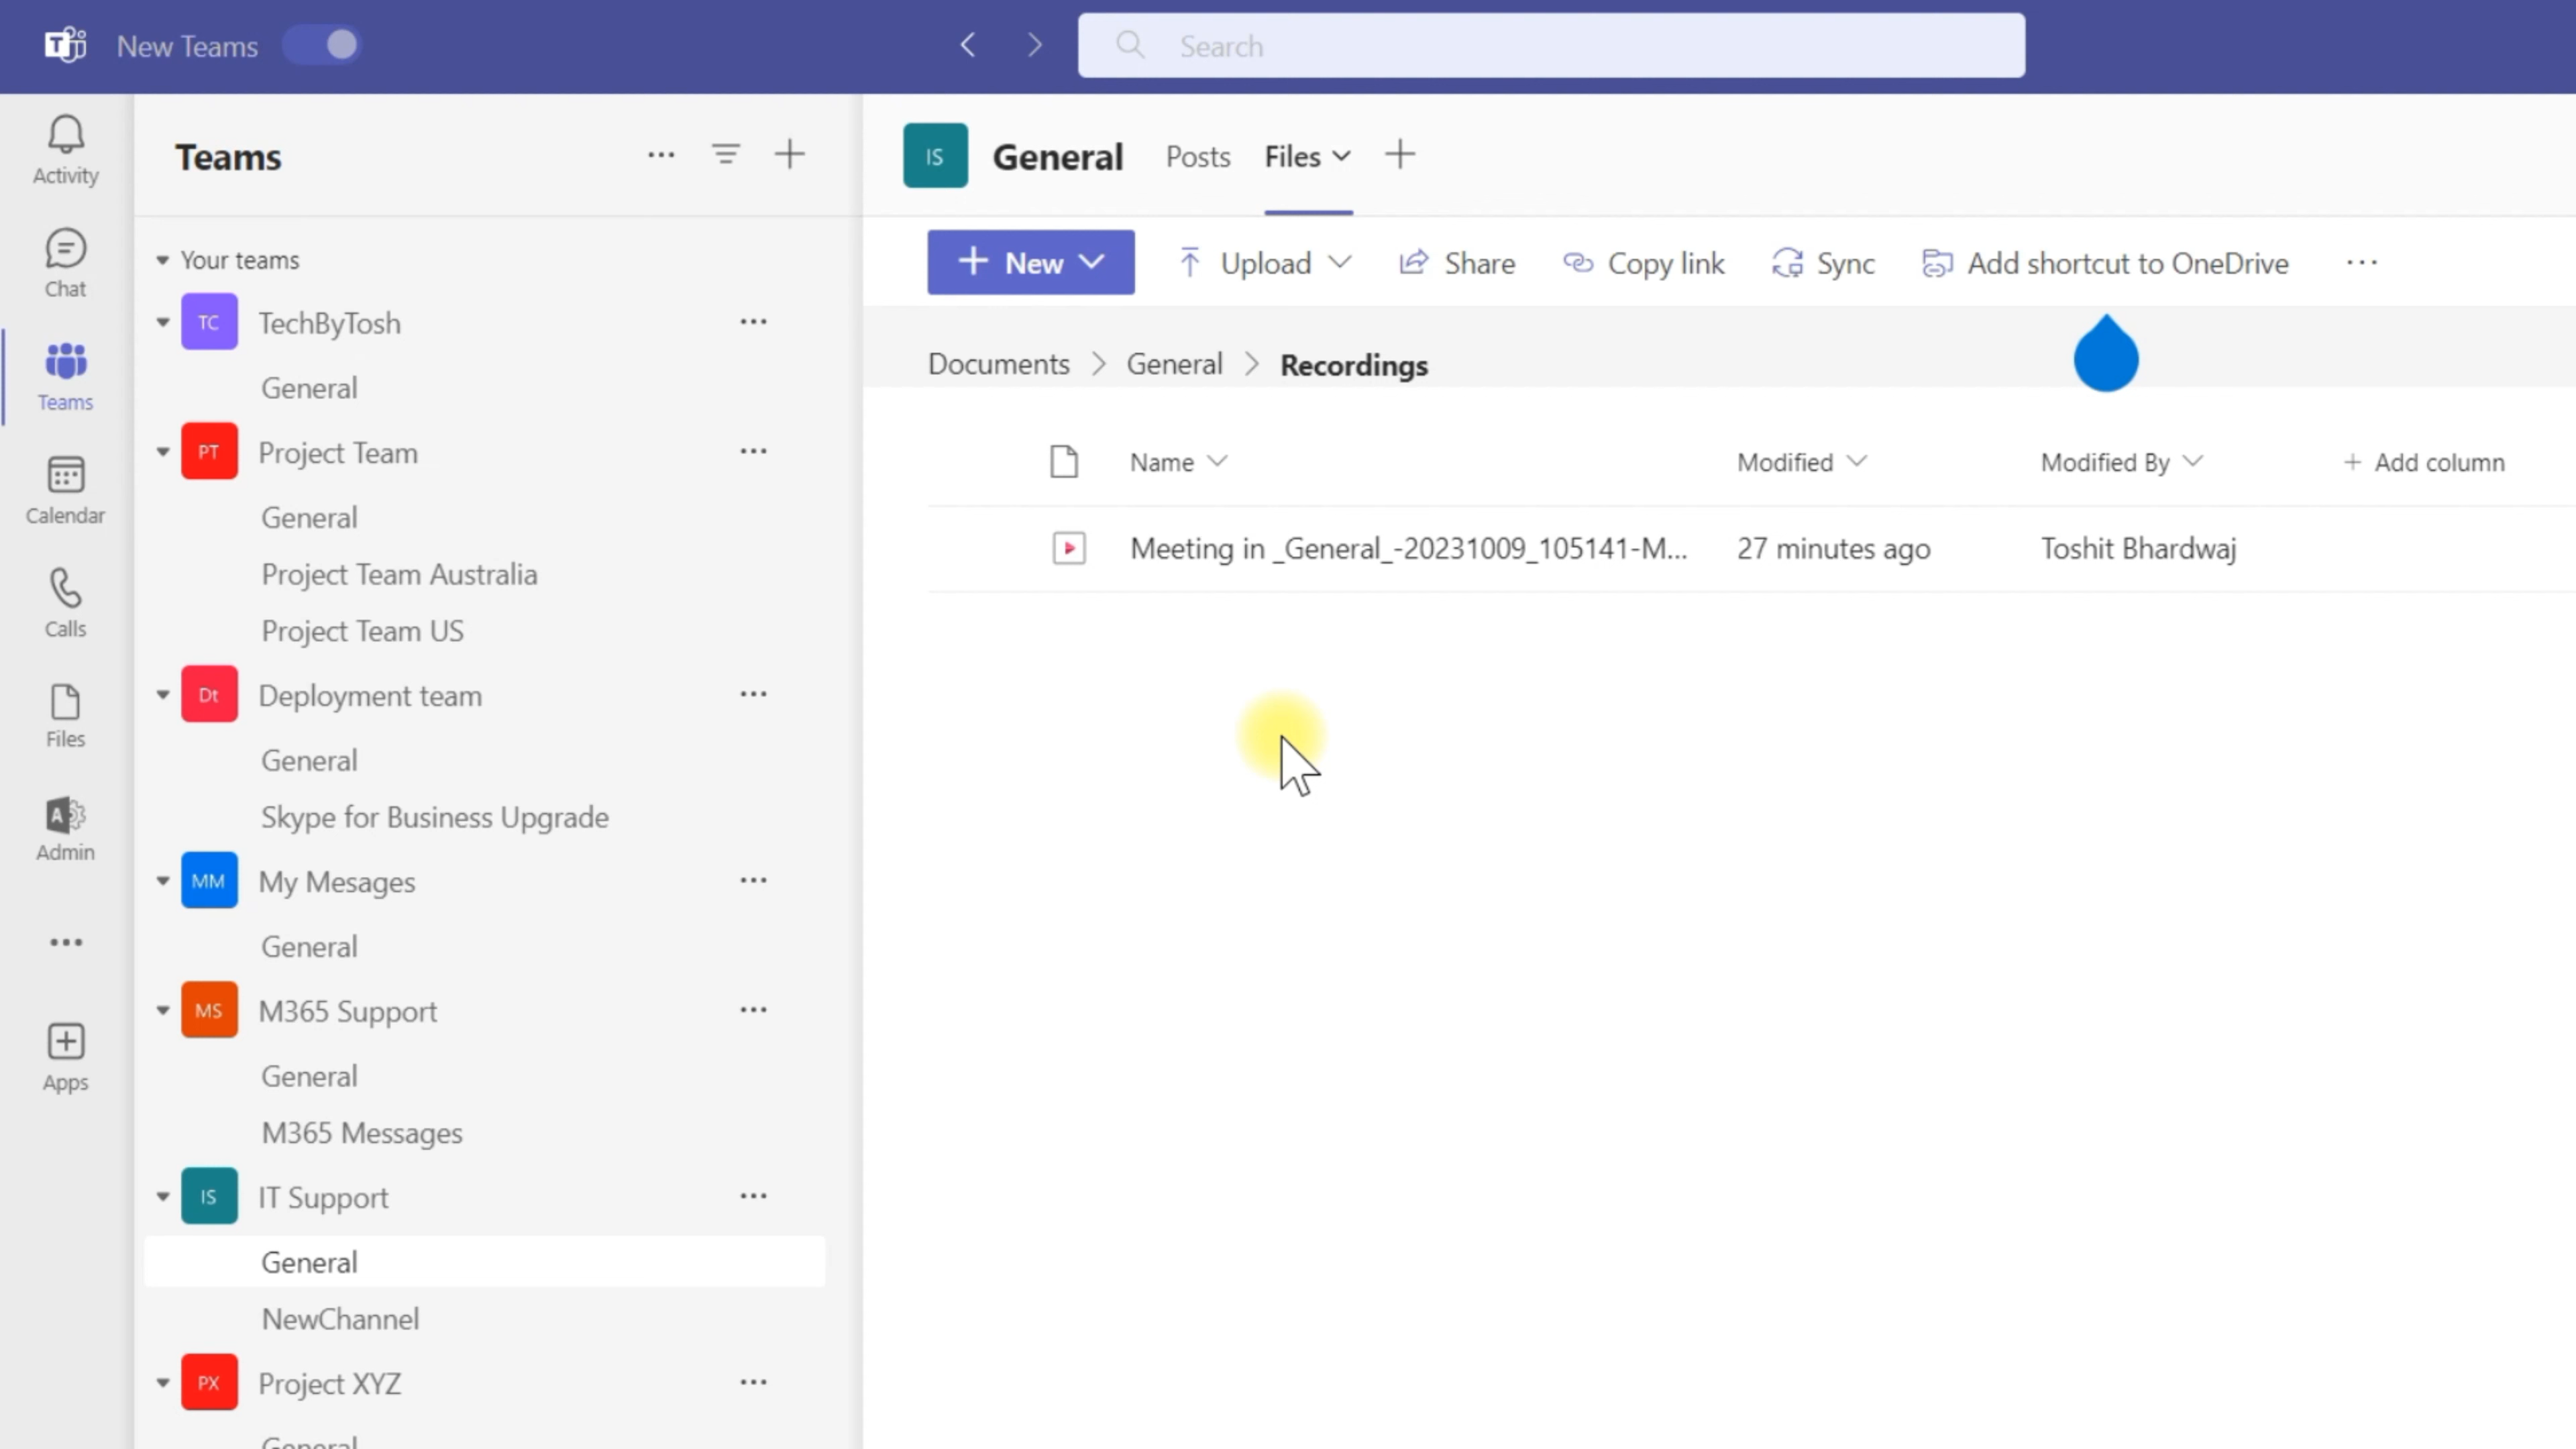 New Teams
Search
Activity
Chat
Teams
Calendar
Calls
Files
Admin
Apps
Teams
Your teams
TC TechByTosh
General
PT Project Team
General
Project Team Australia
Project Team US
Dt Deployment team
General
Skype for Business Upgrade
MM My Mesages
General
MS M365 Support
General
M365 Messages
IS IT Support
General
NewChannel
PX Project XYZ
General
IS General Posts Files
New Upload Share Copy link Sync Add shortcut to OneDrive
Documents > General > Recordings
Name Modified Modified By + Add column
Meeting in _General_-20231009_105141-M... 27 minutes ago Toshit Bhardwaj